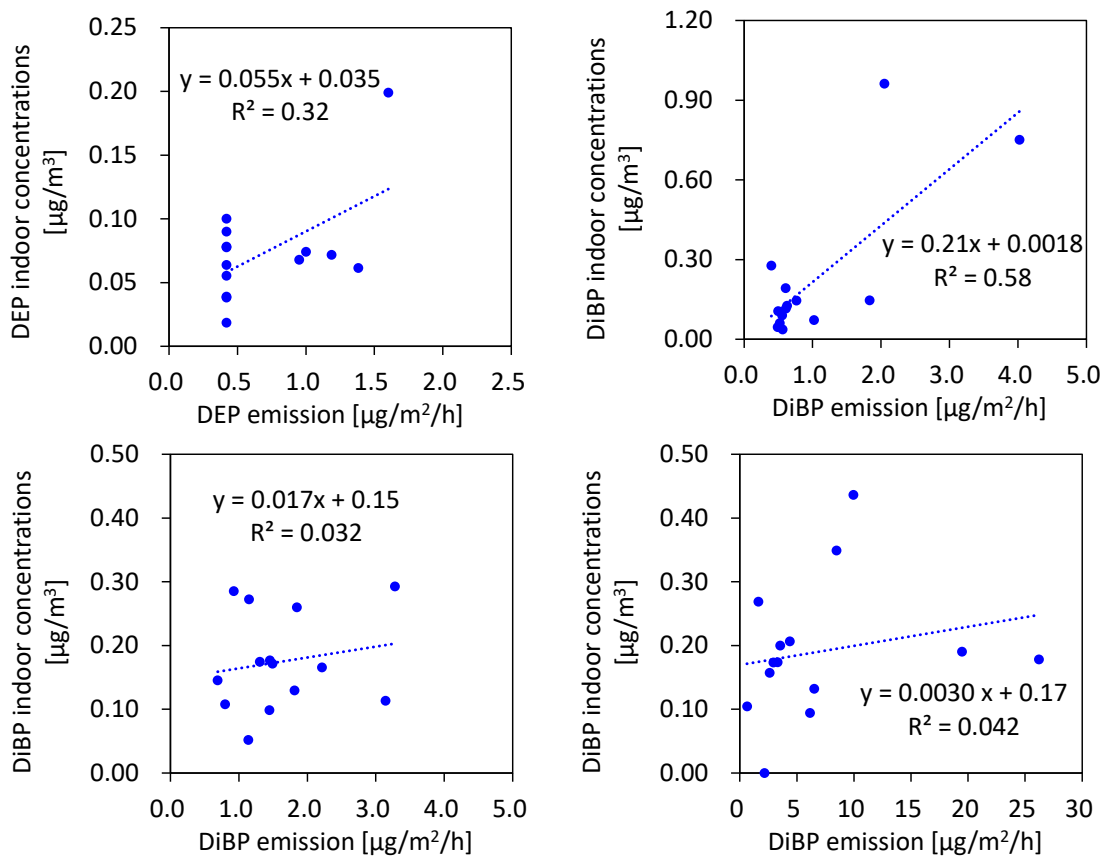 DEP indoor concentrations
[µg/m³]
0.25
0.20
0.15
0.10
0.05
0.00
y = 0.055x + 0.035
R² = 0.32
0.0 0.5 1.0 1.5 2.0 2.5
DEP emission [µg/m²/h]
DiBP indoor concentrations
[µg/m³]
1.20
0.90
0.60
0.30
0.00
y = 0.21x + 0.0018
R² = 0.58
0.0 1.0 2.0 3.0 4.0 5.0
DiBP emission [µg/m²/h]
DiBP indoor concentrations
[µg/m³]
0.50
0.40
0.30
0.20
0.10
0.00
y = 0.017x + 0.15
R² = 0.032
0.0 1.0 2.0 3.0 4.0 5.0
DiBP emission [µg/m²/h]
DiBP indoor concentrations
[µg/m³]
0.50
0.40
0.30
0.20
0.10
0.00
y = 0.0030 x + 0.17
R² = 0.042
0 5 10 15 20 25 30
DiBP emission [µg/m²/h]